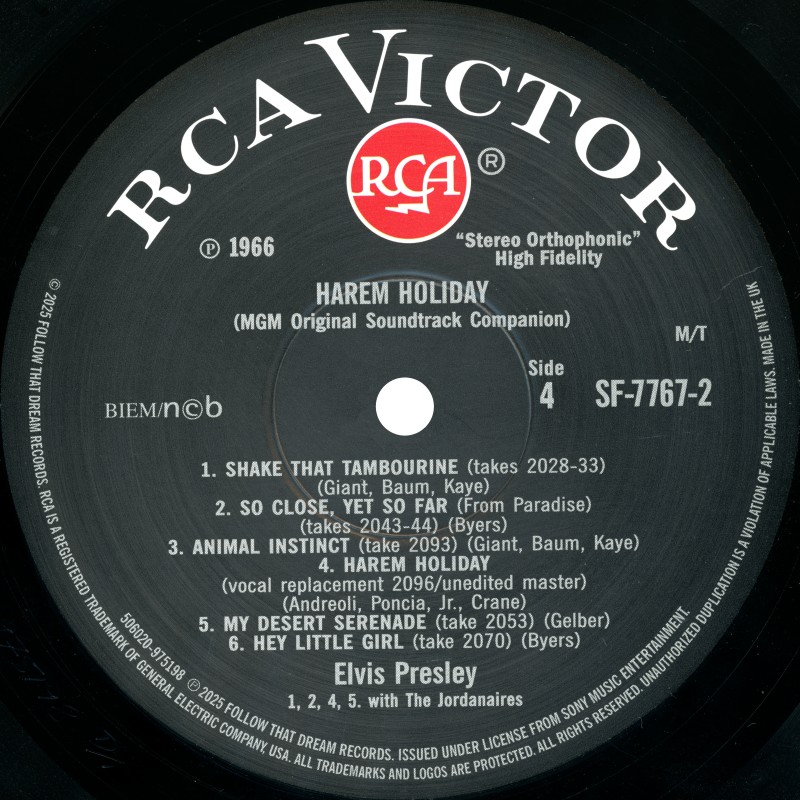 RCA VICTOR
RCA
®
℗ 1966
“Stereo Orthophonic”
High Fidelity
HAREM HOLIDAY
(MGM Original Soundtrack Companion)
M/T
Side
4
SF-7767-2
BIEM/n©b
1. SHAKE THAT TAMBOURINE (takes 2028-33)
(Giant, Baum, Kaye)
2. SO CLOSE, YET SO FAR (From Paradise)
(takes 2043-44) (Byers)
3. ANIMAL INSTINCT (take 2093) (Giant, Baum, Kaye)
4. HAREM HOLIDAY
(vocal replacement 2096/unedited master)
(Andreoli, Poncia, Jr., Crane)
5. MY DESERT SERENADE (take 2053) (Gelber)
6. HEY LITTLE GIRL (take 2070) (Byers)
Elvis Presley
1, 2, 4, 5. with The Jordanaires
506020-975198 ℗ 2025 FOLLOW THAT DREAM RECORDS. ISSUED UNDER LICENSE FROM SONY MUSIC ENTERTAINMENT.
© 2025 FOLLOW THAT DREAM RECORDS. RCA IS A REGISTERED TRADEMARK OF GENERAL ELECTRIC COMPANY, USA. ALL TRADEMARKS AND LOGOS ARE PROTECTED. ALL RIGHTS RESERVED. UNAUTHORIZED DUPLICATION IS A VIOLATION OF APPLICABLE LAWS. MADE IN THE UK